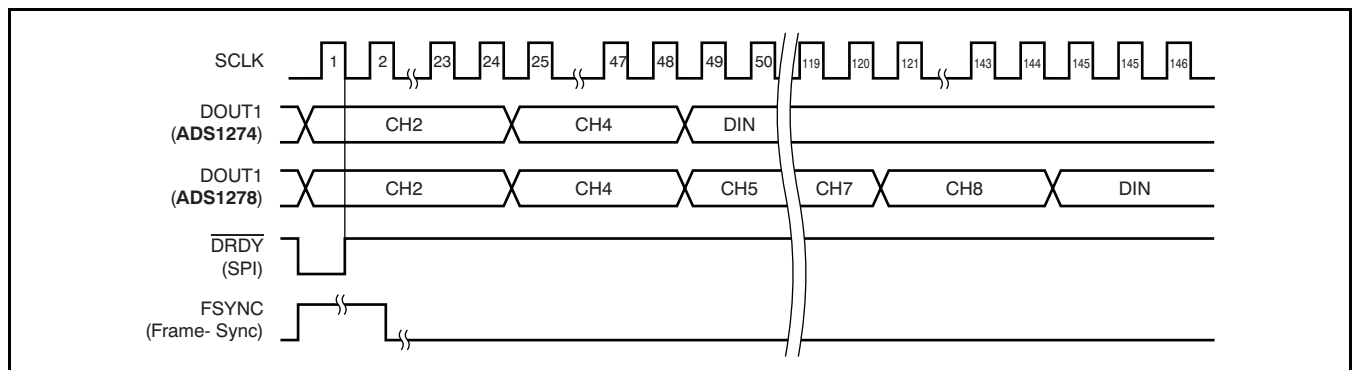 SCLK 1 2 23 24 25 47 48 49 50 119 120 121 143 144 145 145 146
DOUT1
(ADS1274) CH2 CH4 DIN
DOUT1
(ADS1278) CH2 CH4 CH5 CH7 CH8 DIN
DRDY
(SPI)
FSYNC
(Frame- Sync)